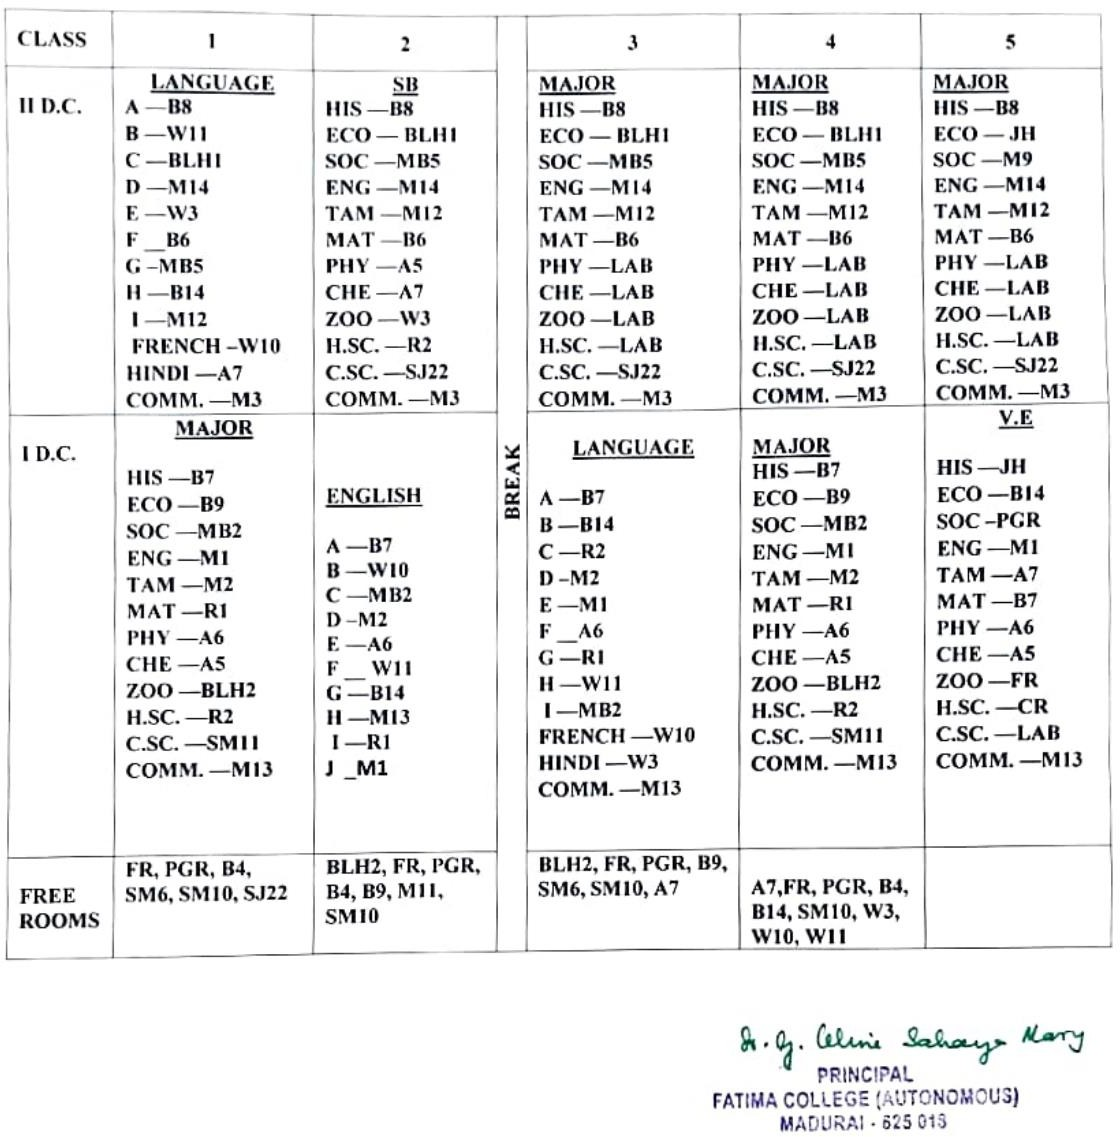 CLASS 1 2 3 4 5
II D.C.
LANGUAGE
A —B8
B —W11
C —BLH1
D —M14
E —W3
F _B6
G –MB5
H —B14
I —M12
FRENCH –W10
HINDI —A7
COMM. —M3
SB
HIS —B8
ECO — BLH1
SOC —MB5
ENG —M14
TAM —M12
MAT —B6
PHY —A5
CHE —A7
ZOO —W3
H.SC. —R2
C.SC. —SJ22
COMM. —M3
MAJOR
HIS —B8
ECO — BLH1
SOC —MB5
ENG —M14
TAM —M12
MAT —B6
PHY —LAB
CHE —LAB
ZOO —LAB
H.SC. —LAB
C.SC. —SJ22
COMM. —M3
MAJOR
HIS —B8
ECO — BLH1
SOC —MB5
ENG —M14
TAM —M12
MAT —B6
PHY —LAB
CHE —LAB
ZOO —LAB
H.SC. —LAB
C.SC. —SJ22
COMM. —M3
MAJOR
HIS —B8
ECO —JH
SOC —M9
ENG —M14
TAM —M12
MAT —B6
PHY —LAB
CHE —LAB
ZOO —LAB
H.SC. —LAB
C.SC. —SJ22
COMM. —M3
I D.C.
MAJOR
HIS —B7
ECO —B9
SOC —MB2
ENG —M1
TAM —M2
MAT —R1
PHY —A6
CHE —A5
ZOO —BLH2
H.SC. —R2
C.SC. —SM11
COMM. —M13
ENGLISH
A —B7
B —W10
C —MB2
D –M2
E —A6
F _ W11
G —B14
H —M13
I —R1
J _M1
BREAK
LANGUAGE
A —B7
B —B14
C —R2
D –M2
E —M1
F _A6
G —R1
H —W11
I —MB2
FRENCH —W10
HINDI —W3
COMM. —M13
MAJOR
HIS —B7
ECO —B9
SOC —MB2
ENG —M1
TAM —M2
MAT —R1
PHY —A6
CHE —A5
ZOO —BLH2
H.SC. —R2
C.SC. —SM11
COMM. —M13
V.E
HIS —JH
ECO —B14
SOC –PGR
ENG —M1
TAM —A7
MAT —B7
PHY —A6
CHE —A5
ZOO —FR
H.SC. —CR
C.SC. —LAB
COMM. —M13
FREE
ROOMS
FR, PGR, B4,
SM6, SM10, SJ22
BLH2, FR, PGR,
B4, B9, M11,
SM10
BLH2, FR, PGR, B9,
SM6, SM10, A7
A7,FR, PGR, B4,
B14, SM10, W3,
W10, W11
Dr. G. Celine Sahaya Mary
PRINCIPAL
FATIMA COLLEGE (AUTONOMOUS)
MADURAI - 625 018